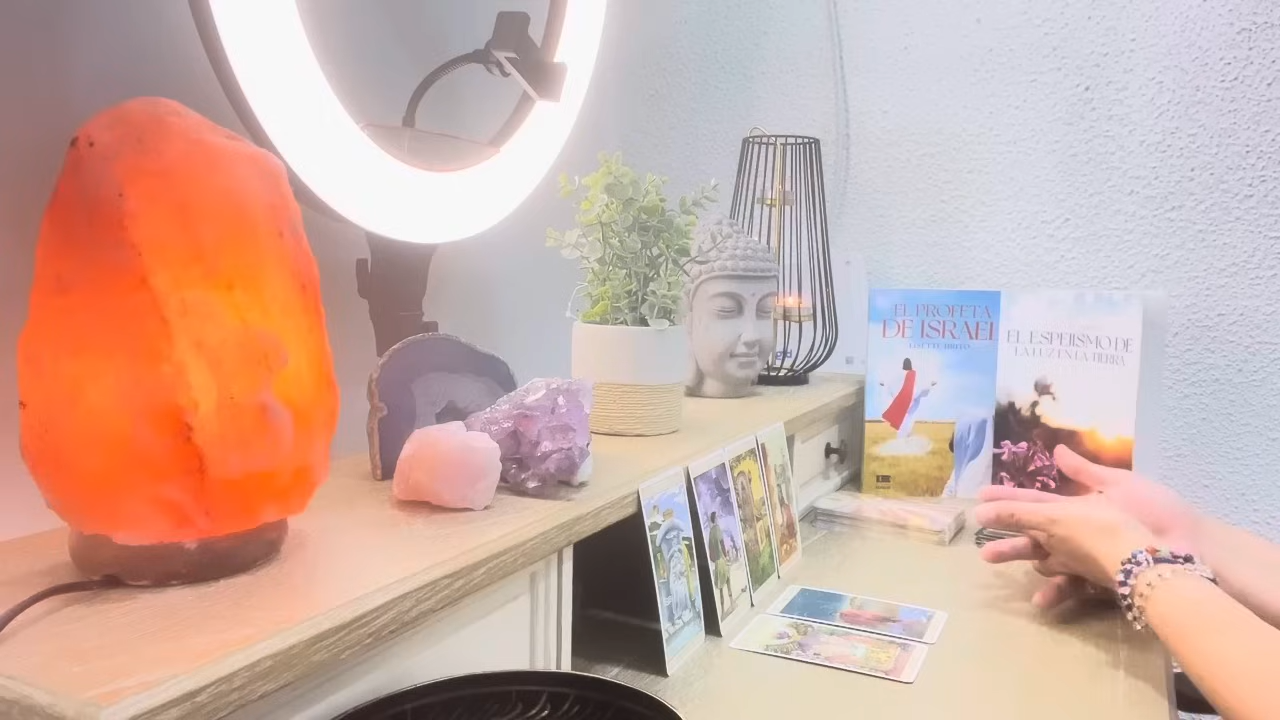 EL PROFETA
DE ISRAEL
EL ESPEJISMO DE
LA LUZ EN LA TIERRA